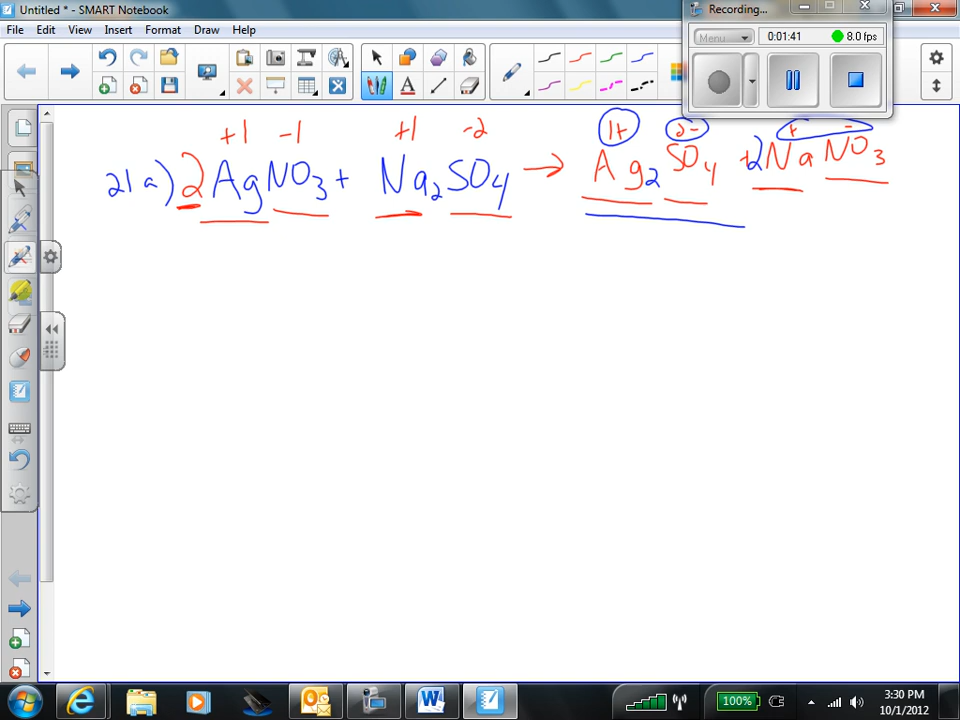 Untitled * - SMART Notebook
Recording...
File Edit View Insert Format Draw Help
Menu
0:01:41
8.0 fps
+1 -1 +1 -2 1+ 2- + -
21 a) 2AgNO3 + Na2SO4 → Ag2SO4 + 2NaNO3
100%
3:30 PM
10/1/2012